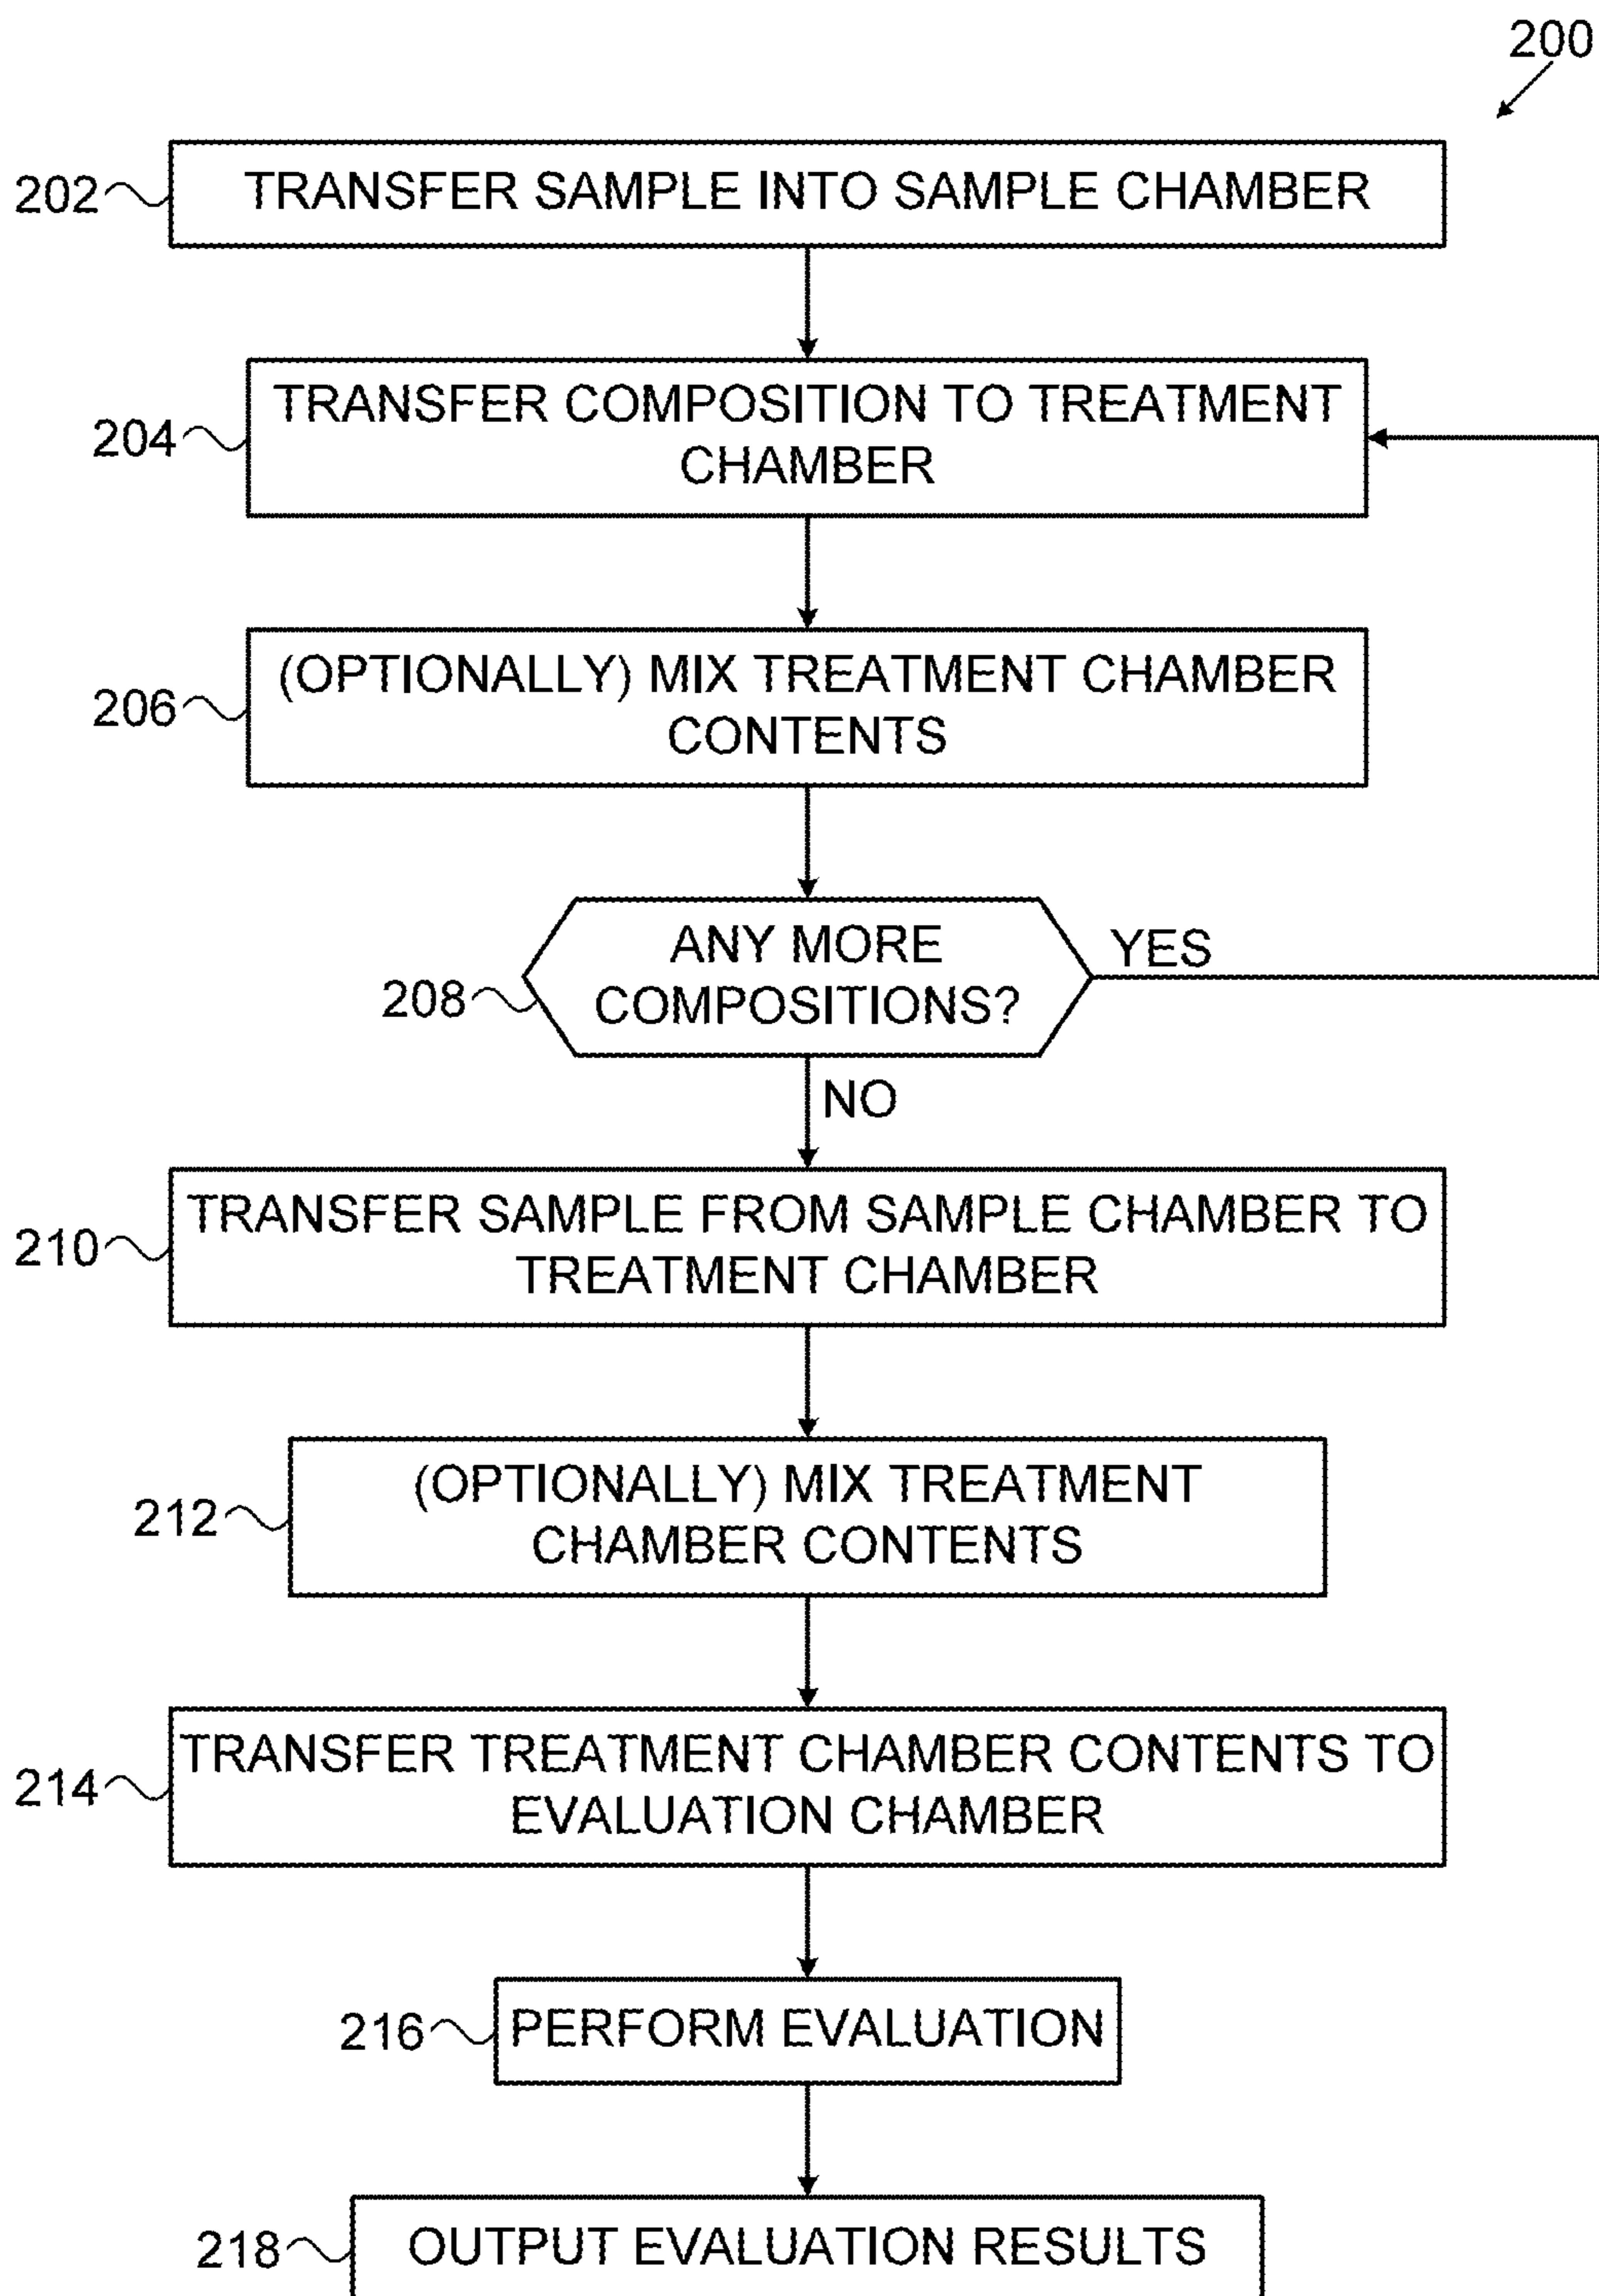 200
202
TRANSFER SAMPLE INTO SAMPLE CHAMBER
204
TRANSFER COMPOSITION TO TREATMENT
CHAMBER
206
(OPTIONALLY) MIX TREATMENT CHAMBER
CONTENTS
208
ANY MORE
COMPOSITIONS?
YES
NO
210
TRANSFER SAMPLE FROM SAMPLE CHAMBER TO
TREATMENT CHAMBER
212
(OPTIONALLY) MIX TREATMENT
CHAMBER CONTENTS
214
TRANSFER TREATMENT CHAMBER CONTENTS TO
EVALUATION CHAMBER
216
PERFORM EVALUATION
218
OUTPUT EVALUATION RESULTS